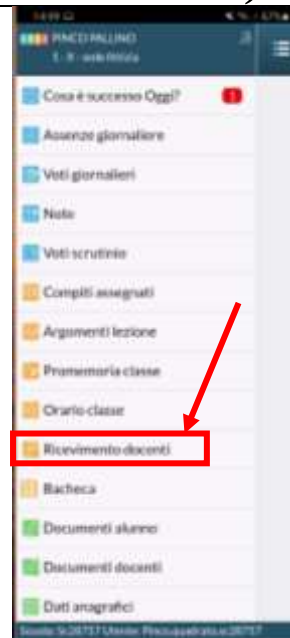 PINCO PALLINO
Cosa è successo Oggi? 1
Assenze giornaliere
Voti giornalieri
Note
Voti scrutinio
Compiti assegnati
Argomenti lezione
Promemoria classe
Orario classe
Ricevimento docenti
Bacheca
Documenti alunno
Documenti docenti
Dati anagrafici